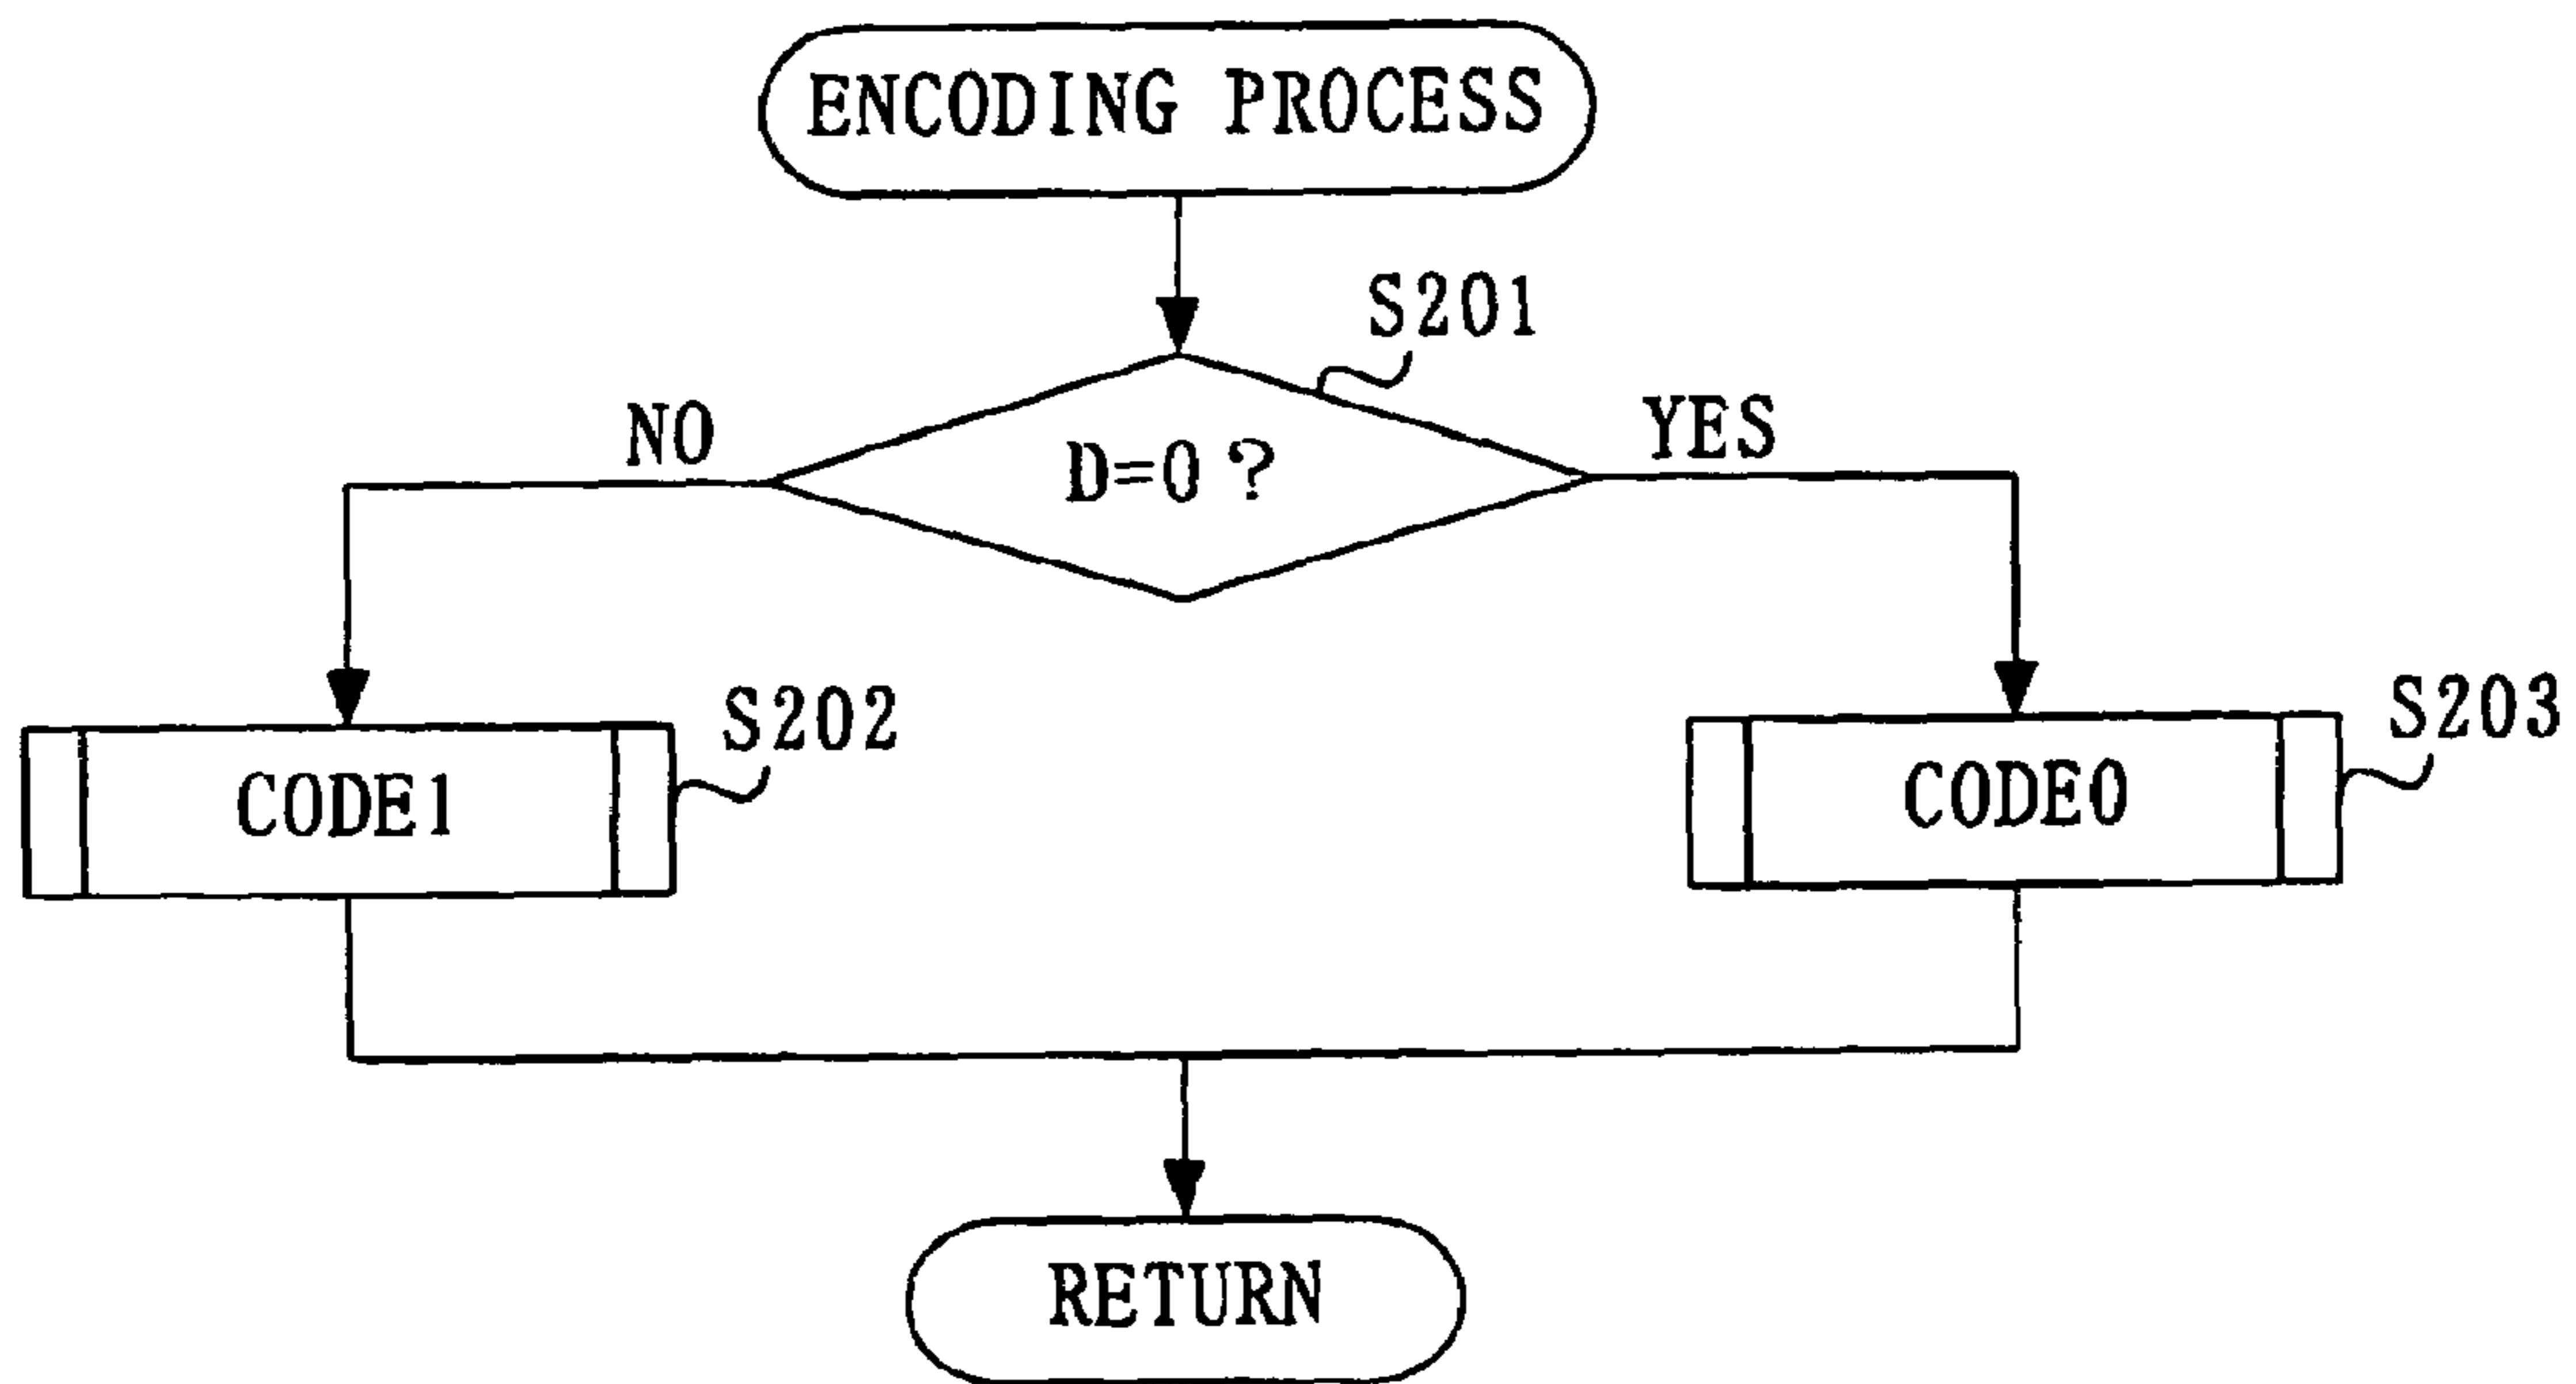 ENCODING PROCESS
S201
NO
YES
D=0 ?
S202
S203
CODE1
CODE0
RETURN